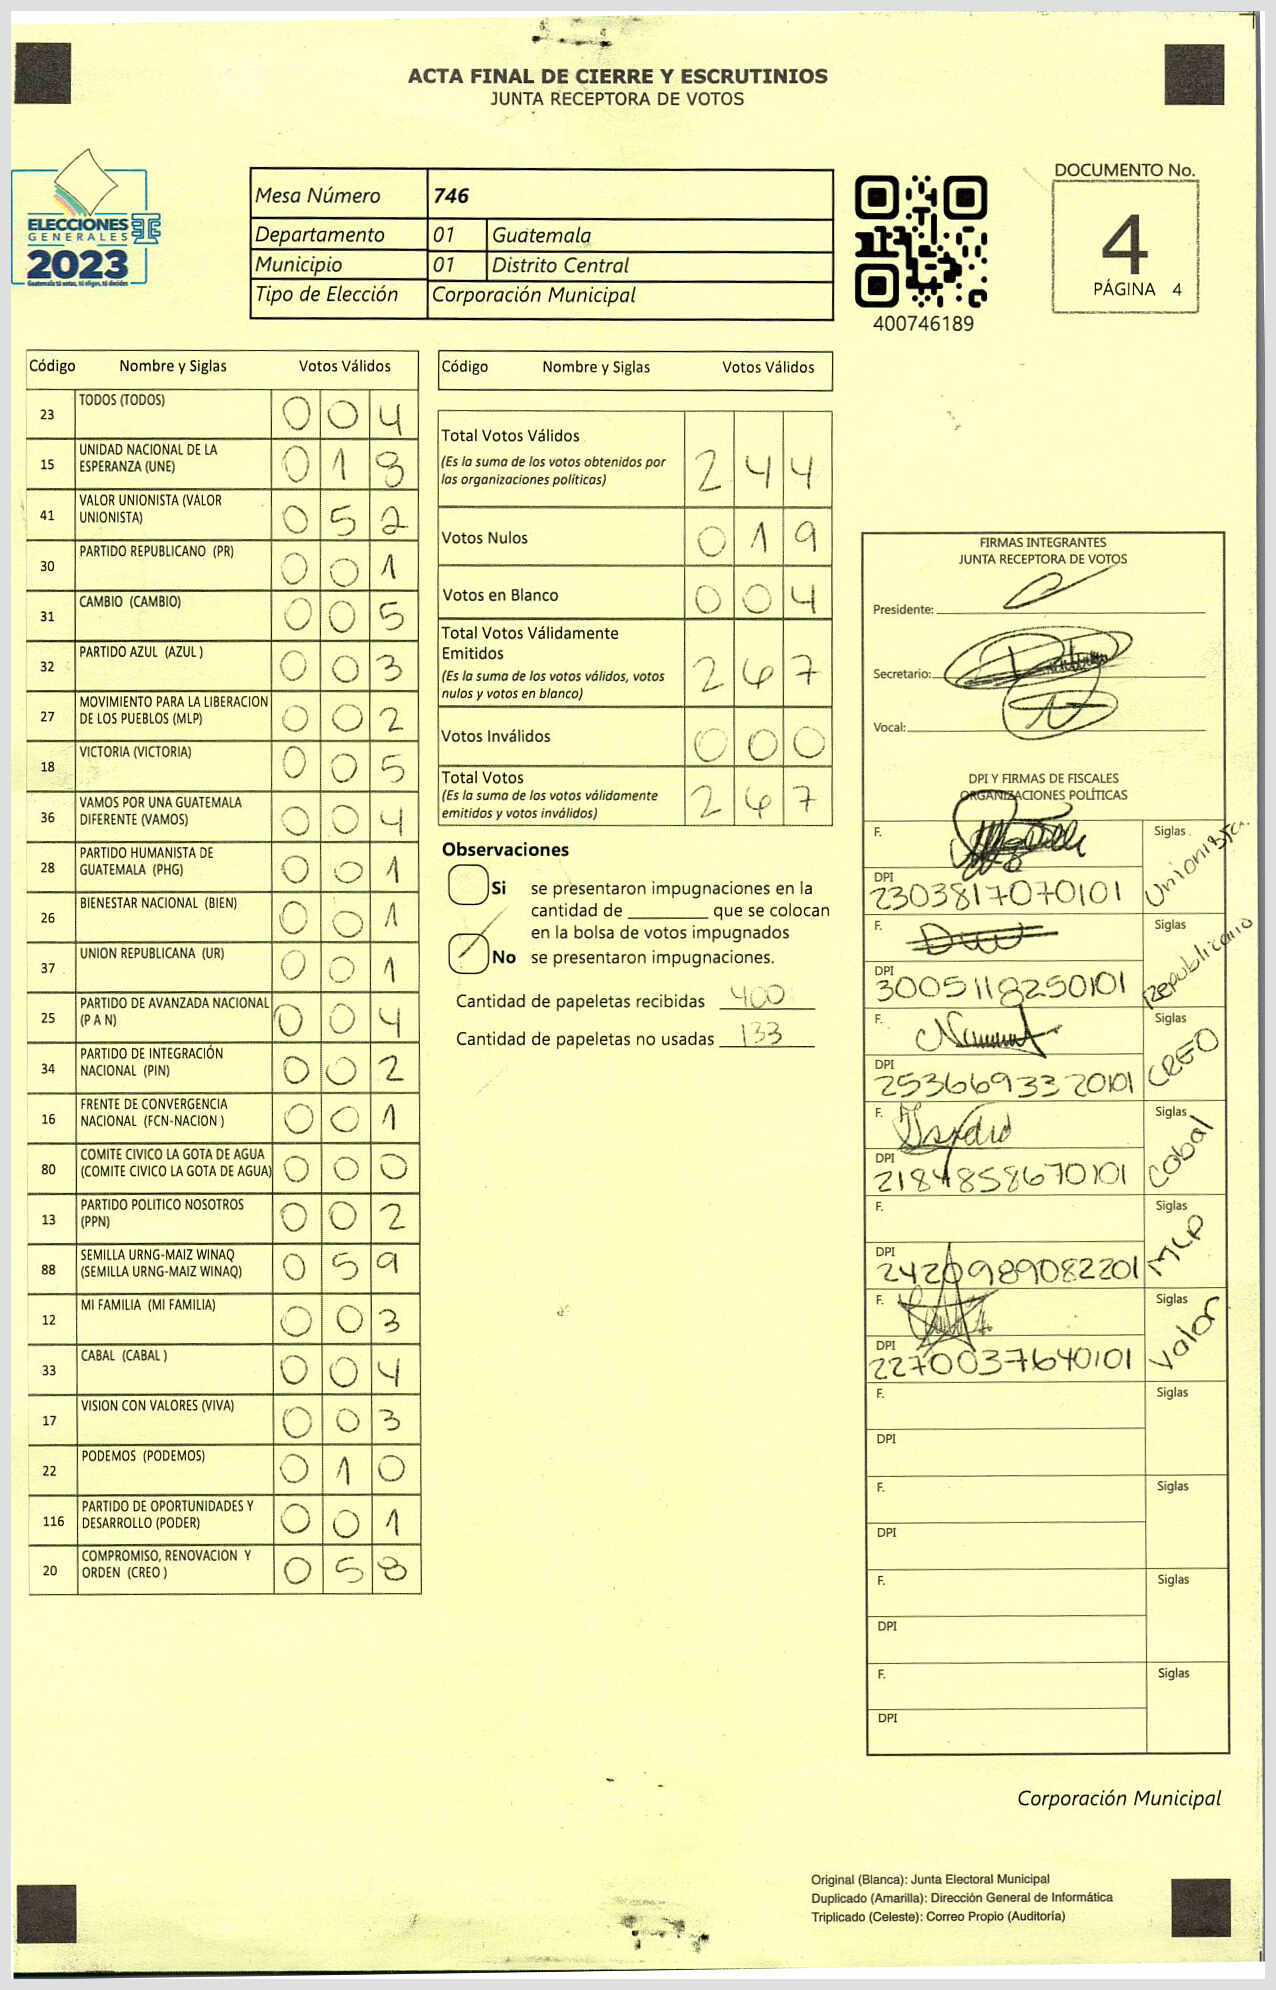 ACTA FINAL DE CIERRE Y ESCRUTINIOS
JUNTA RECEPTORA DE VOTOS
ELECCIONES
GENERALES
2023
Guatemala tú votas, tú eliges, tú decides
Mesa Número 746
Departamento 01 Guatemala
Municipio 01 Distrito Central
Tipo de Elección Corporación Municipal
400746189
DOCUMENTO No.
4
PÁGINA 4
Código Nombre y Siglas Votos Válidos
23 TODOS (TODOS) 0 0 4
15 UNIDAD NACIONAL DE LA
ESPERANZA (UNE) 0 1 8
41 VALOR UNIONISTA (VALOR
UNIONISTA) 0 5 2
30 PARTIDO REPUBLICANO (PR) 0 0 1
31 CAMBIO (CAMBIO) 0 0 5
32 PARTIDO AZUL (AZUL ) 0 0 3
27 MOVIMIENTO PARA LA LIBERACION
DE LOS PUEBLOS (MLP) 0 0 2
18 VICTORIA (VICTORIA) 0 0 5
36 VAMOS POR UNA GUATEMALA
DIFERENTE (VAMOS) 0 0 4
28 PARTIDO HUMANISTA DE
GUATEMALA (PHG) 0 0 1
26 BIENESTAR NACIONAL (BIEN) 0 0 1
37 UNION REPUBLICANA (UR) 0 0 1
25 PARTIDO DE AVANZADA NACIONAL
(P A N) 0 0 4
34 PARTIDO DE INTEGRACIÓN
NACIONAL (PIN) 0 0 2
16 FRENTE DE CONVERGENCIA
NACIONAL (FCN-NACION ) 0 0 1
80 COMITE CIVICO LA GOTA DE AGUA
(COMITE CIVICO LA GOTA DE AGUA) 0 0 0
13 PARTIDO POLITICO NOSOTROS
(PPN) 0 0 2
88 SEMILLA URNG-MAIZ WINAQ
(SEMILLA URNG-MAIZ WINAQ) 0 5 9
12 MI FAMILIA (MI FAMILIA) 0 0 3
33 CABAL (CABAL ) 0 0 4
17 VISION CON VALORES (VIVA) 0 0 3
22 PODEMOS (PODEMOS) 0 1 0
116 PARTIDO DE OPORTUNIDADES Y
DESARROLLO (PODER) 0 0 1
20 COMPROMISO, RENOVACION Y
ORDEN (CREO ) 0 5 8
Código Nombre y Siglas Votos Válidos
Total Votos Válidos 2 4 4
(Es la suma de los votos obtenidos por
las organizaciones políticas)
Votos Nulos 0 1 9
Votos en Blanco 0 0 4
Total Votos Válidamente
Emitidos 2 6 7
(Es la suma de los votos válidos, votos
nulos y votos en blanco)
Votos Inválidos 0 0 0
Total Votos 2 6 7
(Es la suma de los votos válidamente
emitidos y votos inválidos)
Observaciones
Si se presentaron impugnaciones en la
cantidad de ________ que se colocan
en la bolsa de votos impugnados
No se presentaron impugnaciones.
Cantidad de papeletas recibidas 400
Cantidad de papeletas no usadas 133
FIRMAS INTEGRANTES
JUNTA RECEPTORA DE VOTOS
Presidente:
Secretario:
Vocal:
DPI Y FIRMAS DE FISCALES
ORGANIZACIONES POLÍTICAS
F. Siglas Unionista
DPI 2303817070101
F. Siglas Republicano
DPI 3005118250101
F. Siglas CREO
DPI 2536693320101
F. Siglas Cabal
DPI 2184858670101
F. Siglas MLP
DPI 2420989082201
F. Siglas Valor
DPI 2270037640101
F. Siglas
DPI
F. Siglas
DPI
F. Siglas
DPI
F. Siglas
DPI
Corporación Municipal
Original (Blanca): Junta Electoral Municipal
Duplicado (Amarilla): Dirección General de Informática
Triplicado (Celeste): Correo Propio (Auditoría)